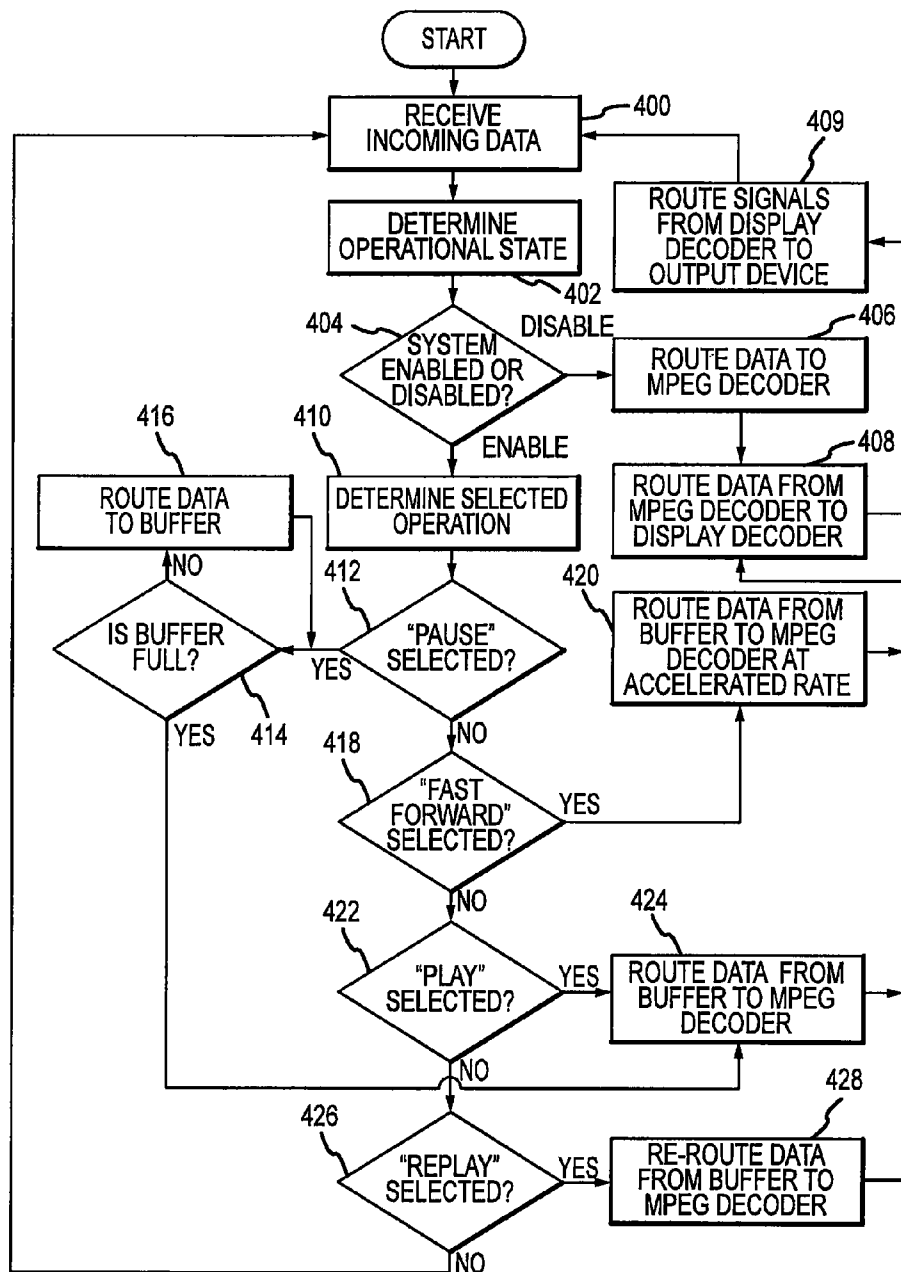 START
RECEIVE
INCOMING DATA
400
409
ROUTE SIGNALS
FROM DISPLAY
DECODER TO
OUTPUT DEVICE
DETERMINE
OPERATIONAL STATE
402
404
SYSTEM
ENABLED OR
DISABLED?
DISABLE
406
ROUTE DATA TO
MPEG DECODER
ENABLE
410
DETERMINE SELECTED
OPERATION
408
ROUTE DATA FROM
MPEG DECODER TO
DISPLAY DECODER
416
ROUTE DATA
TO BUFFER
NO
412
"PAUSE"
SELECTED?
YES
IS BUFFER
FULL?
414
YES
NO
420
ROUTE DATA FROM
BUFFER TO MPEG
DECODER AT
ACCELERATED RATE
418
"FAST
FORWARD"
SELECTED?
YES
NO
422
"PLAY"
SELECTED?
YES
424
ROUTE DATA FROM
BUFFER TO MPEG
DECODER
NO
426
"REPLAY"
SELECTED?
YES
428
RE-ROUTE DATA
FROM BUFFER TO
MPEG DECODER
NO